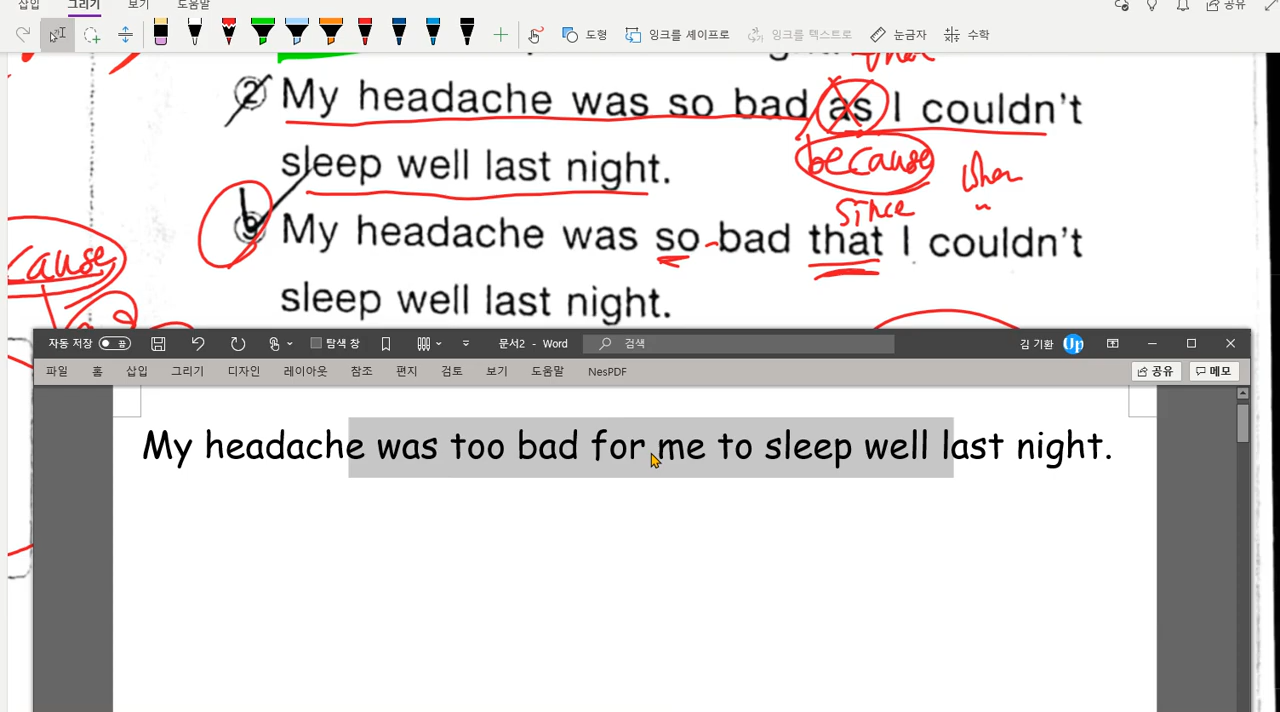 삽입 그리기 보기 도움말 공유
도형 잉크를 셰이프로 잉크를 텍스트로 눈금자 수학
② My headache was so bad as I couldn't
because when
sleep well last night.
since
My headache was so bad that I couldn't
cause
sleep well last night.
자동 저장 끔 탐색 창 문서2 - Word 검색 김 기환
파일 홈 삽입 그리기 디자인 레이아웃 참조 편지 검토 보기 도움말 NesPDF 공유 메모
My headache was too bad for me to sleep well last night.